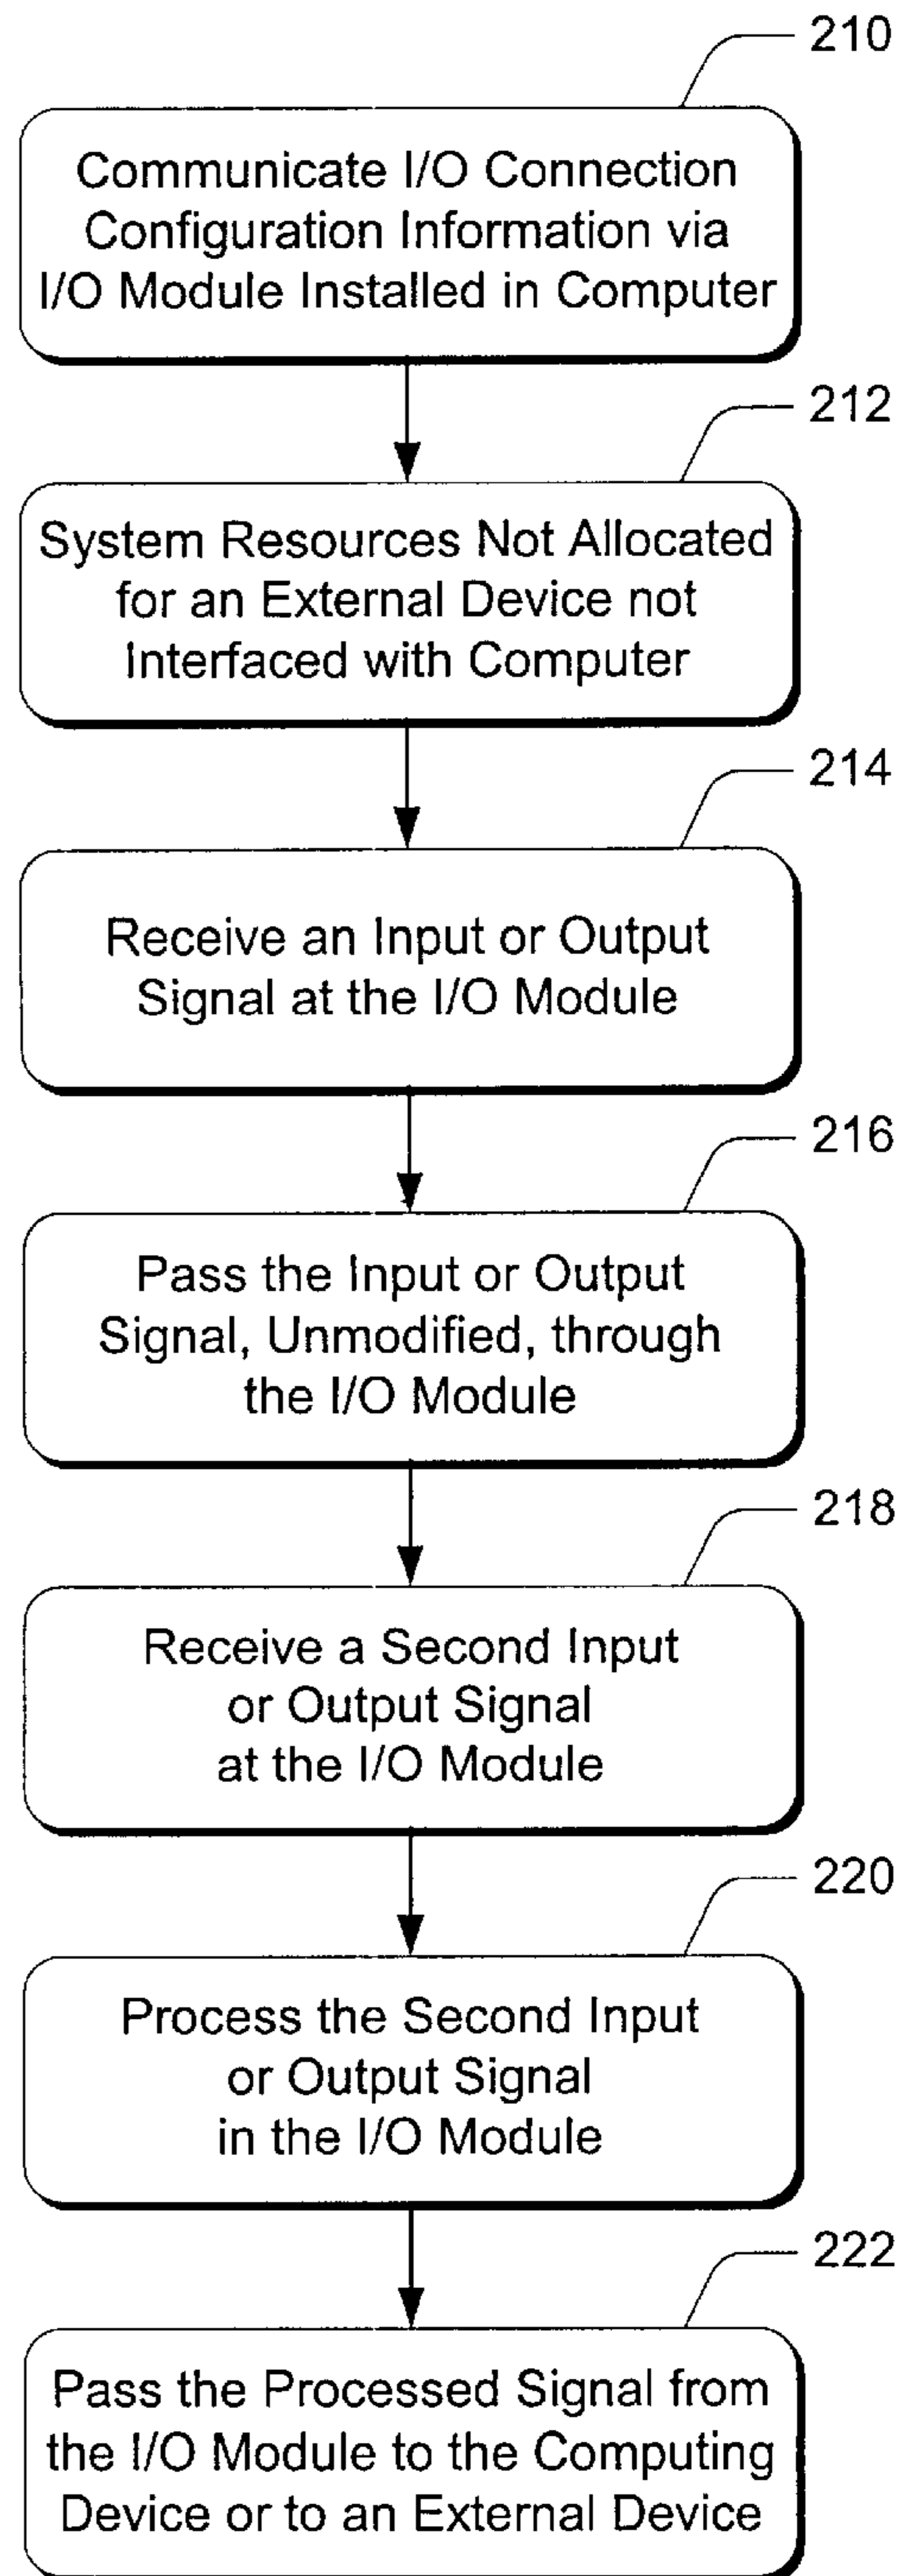 210
Communicate I/O Connection
Configuration Information via
I/O Module Installed in Computer
212
System Resources Not Allocated
for an External Device not
Interfaced with Computer
214
Receive an Input or Output
Signal at the I/O Module
216
Pass the Input or Output
Signal, Unmodified, through
the I/O Module
218
Receive a Second Input
or Output Signal
at the I/O Module
220
Process the Second Input
or Output Signal
in the I/O Module
222
Pass the Processed Signal from
the I/O Module to the Computing
Device or to an External Device